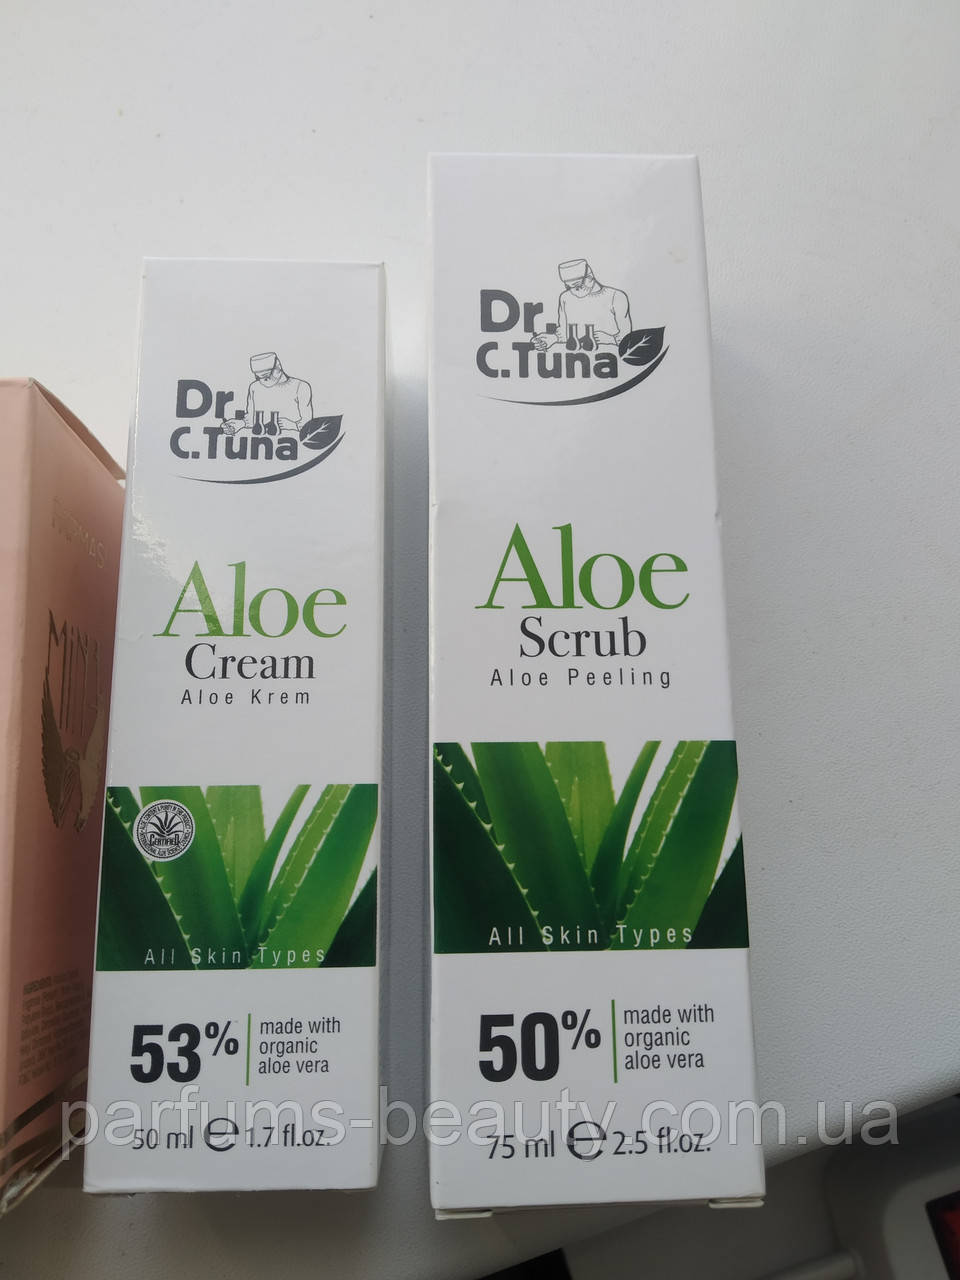 FARMAS
Dr.
C.Tuna
Aloe
Cream
Aloe Krem
CERTIFIED
All Skin Types
53%
made with
organic
aloe vera
50 ml e 1.7 fl.oz.
Dr.
C.Tuna
Aloe
Scrub
Aloe Peeling
All Skin Types
50%
made with
organic
aloe vera
75 ml e 2.5 fl.oz.
parfums-beauty.com.ua